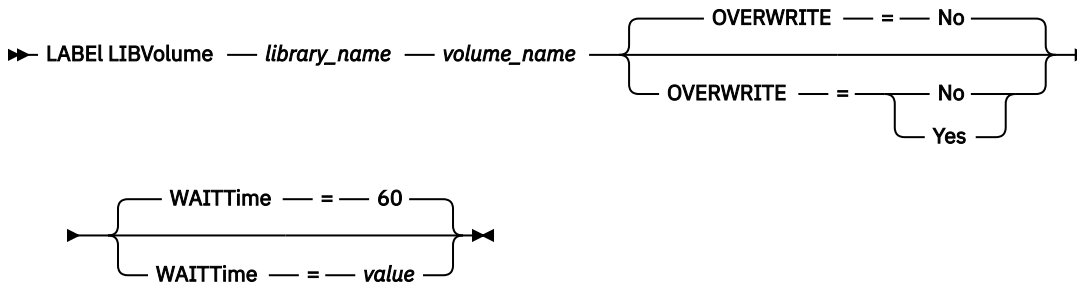 OVERWRITE = No
LABEl LIBVolume library_name volume_name
OVERWRITE = No
Yes
WAITTime = 60
WAITTime = value